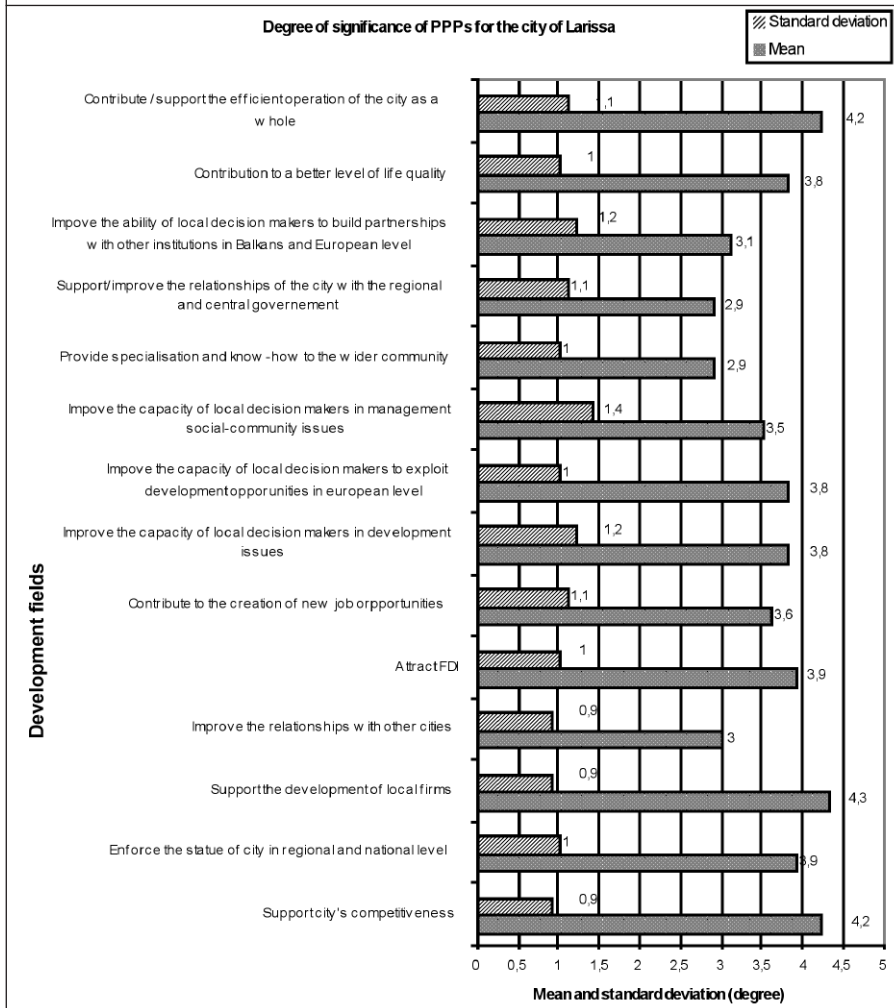 Degree of significance of PPPs for the city of Larissa
Standard deviation
Mean
Contribute / support the efficient operation of the city as a
whole
1,1
4,2
Contribution to a better level of life quality
1
3,8
Impove the ability of local decision makers to build partnerships
with other institutions in Balkans and European level
1,2
3,1
Support/improve the relationships of the city with the regional
and central governement
1,1
2,9
Provide specialisation and know-how to the wider community
1
2,9
Impove the capacity of local decision makers in management
social-community issues
1,4
3,5
Impove the capacity of local decision makers to exploit
development opporunities in european level
1
3,8
Improve the capacity of local decision makers in development
issues
1,2
3,8
Contribute to the creation of new job orpportunities
1,1
3,6
Attract FDI
1
3,9
Improve the relationships with other cities
0,9
3
Support the development of local firms
0,9
4,3
Enforce the statue of city in regional and national level
1
3,9
Support city's competitiveness
0,9
4,2
Development fields
0 0,5 1 1,5 2 2,5 3 3,5 4 4,5 5
Mean and standard deviation (degree)